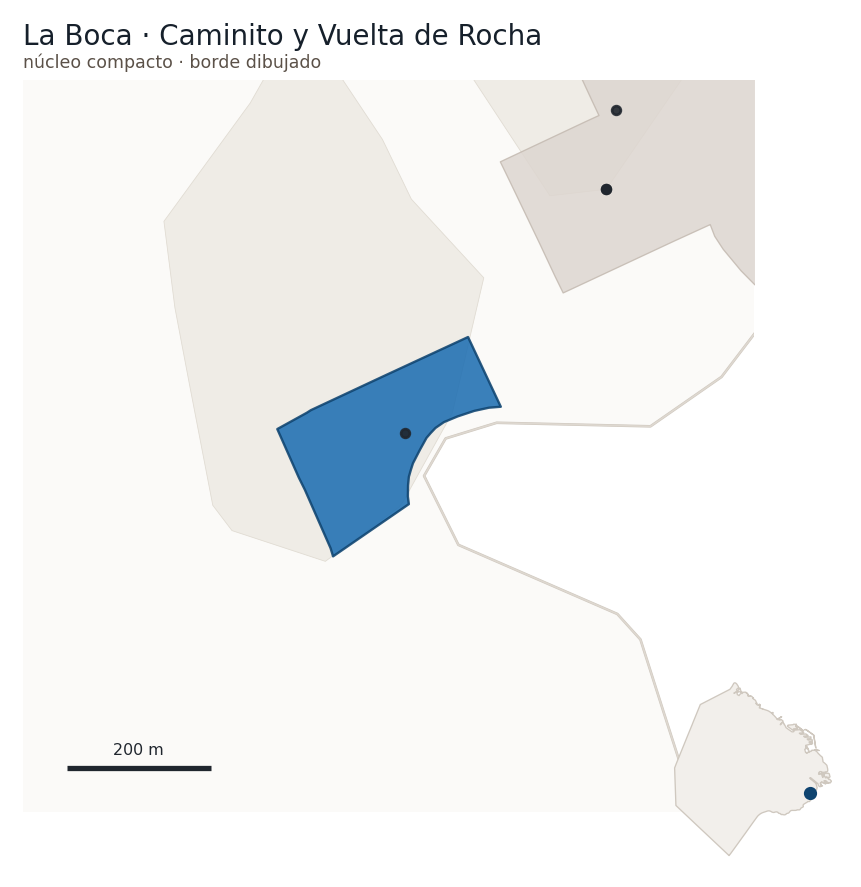 La Boca · Caminito y Vuelta de Rocha
núcleo compacto · borde dibujado
200 m